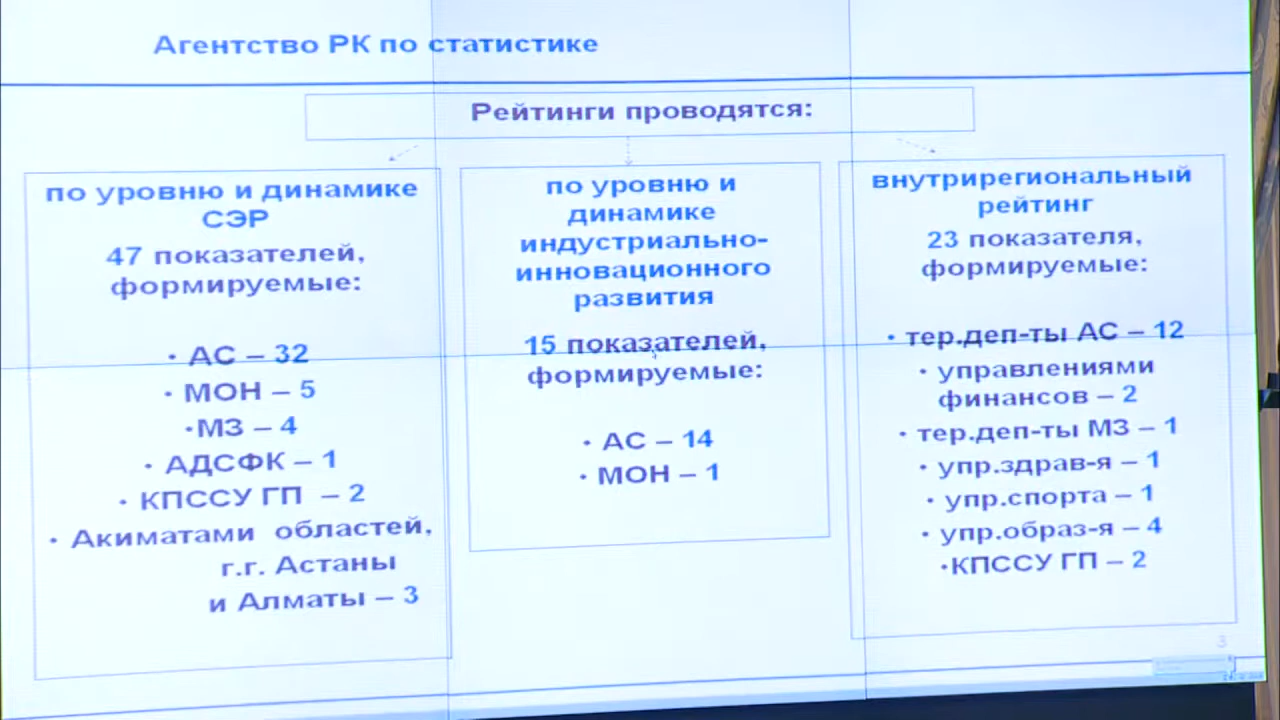 Агентство РК по статистике
Рейтинги проводятся:
по уровню и динамике
СЭР
47 показателей,
формируемые:
• АС – 32
• МОН – 5
•МЗ – 4
• АДСФК – 1
• КПССУ ГП – 2
• Акиматами областей,
г.г. Астаны
и Алматы – 3
по уровню и
динамике
индустриально-
инновационного
развития
15 показателей,
формируемые:
• АС – 14
• МОН – 1
внутрирегиональный
рейтинг
23 показателя,
формируемые:
• тер.деп-ты АС – 12
• управлениями
финансов – 2
• тер.деп-ты МЗ – 1
• упр.здрав-я – 1
• упр.спорта – 1
• упр.образ-я – 4
•КПССУ ГП – 2
3